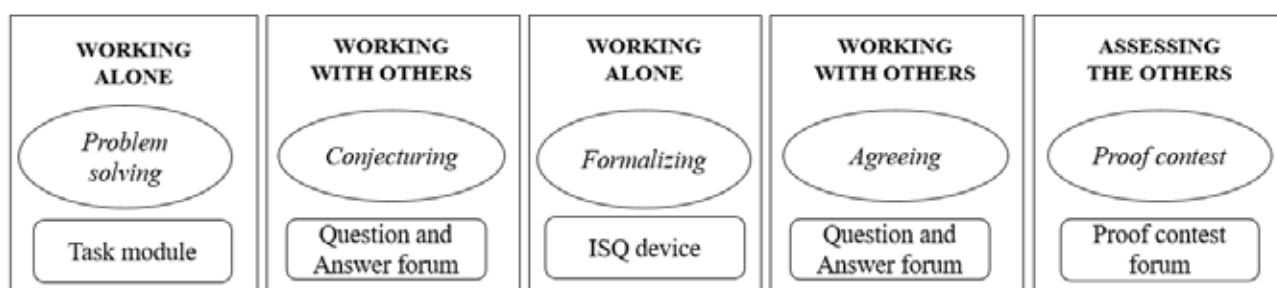 WORKING
ALONE
Problem
solving
Task module
WORKING
WITH OTHERS
Conjecturing
Question and
Answer forum
WORKING
ALONE
Formalizing
ISQ device
WORKING
WITH OTHERS
Agreeing
Question and
Answer forum
ASSESSING
THE OTHERS
Proof contest
Proof contest
forum